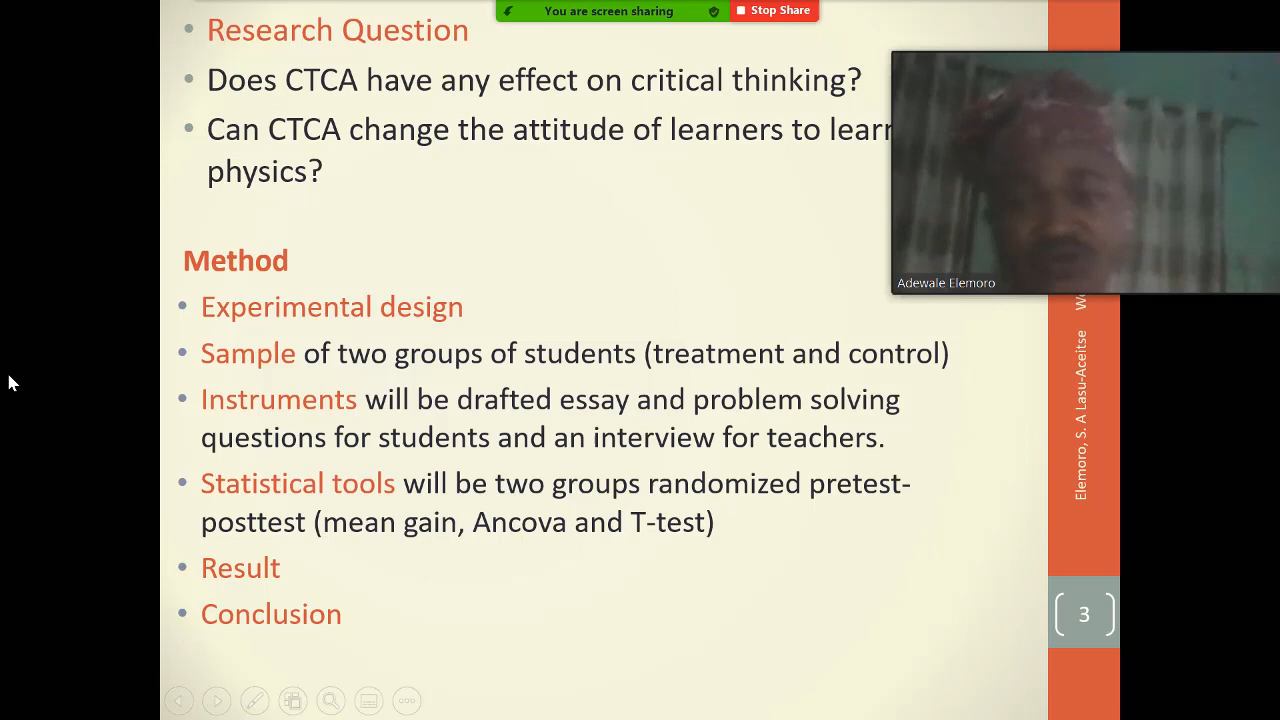 You are screen sharing
Stop Share
Research Question
Does CTCA have any effect on critical thinking?
Can CTCA change the attitude of learners to
physics?
Adewale Elemoro
Method
Experimental design
Sample of two groups of students (treatment and control)
Instruments will be drafted essay and problem solving
questions for students and an interview for teachers.
Statistical tools will be two groups randomized pretest-
posttest (mean gain, Ancova and T-test)
Result
Conclusion
Elemoro, S. A Lasu-Aceitse
3